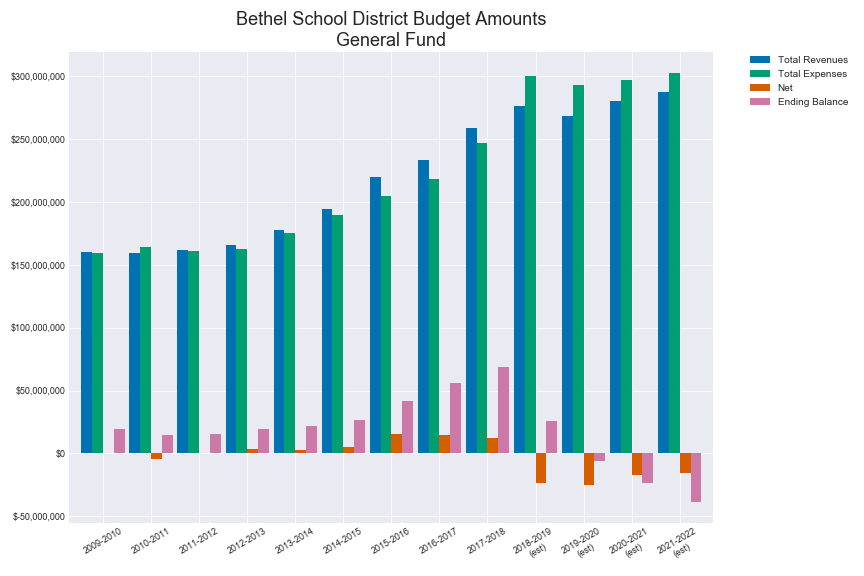 Bethel School District Budget Amounts
General Fund
Total Revenues
Total Expenses
Net
Ending Balance
$300,000,000
$250,000,000
$200,000,000
$150,000,000
$100,000,000
$50,000,000
$0
$-50,000,000
2009-2010
2010-2011
2011-2012
2012-2013
2013-2014
2014-2015
2015-2016
2016-2017
2017-2018
2018-2019
(est)
2019-2020
(est)
2020-2021
(est)
2021-2022
(est)